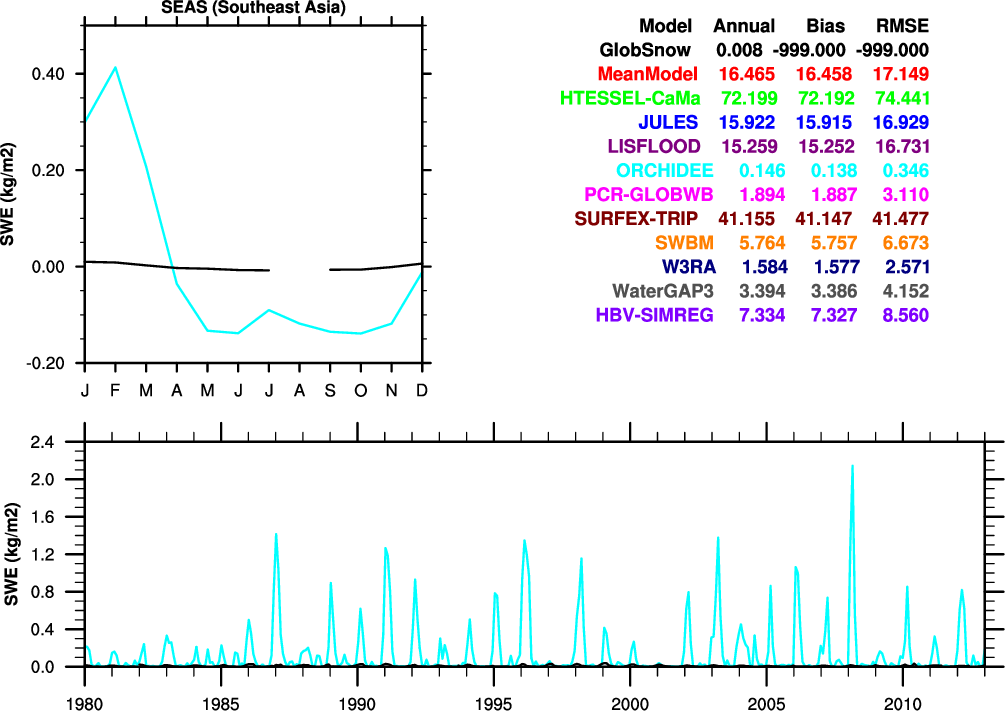 SEAS (Southeast Asia)
SWE (kg/m2)
0.40
0.20
0.00
-0.20
J F M A M J J A S O N D
Model Annual Bias RMSE
GlobSnow 0.008 -999.000 -999.000
MeanModel 16.465 16.458 17.149
HTESSEL-CaMa 72.199 72.192 74.441
JULES 15.922 15.915 16.929
LISFLOOD 15.259 15.252 16.731
ORCHIDEE 0.146 0.138 0.346
PCR-GLOBWB 1.894 1.887 3.110
SURFEX-TRIP 41.155 41.147 41.477
SWBM 5.764 5.757 6.673
W3RA 1.584 1.577 2.571
WaterGAP3 3.394 3.386 4.152
HBV-SIMREG 7.334 7.327 8.560
SWE (kg/m2)
2.4
2.0
1.6
1.2
0.8
0.4
0.0
1980 1985 1990 1995 2000 2005 2010